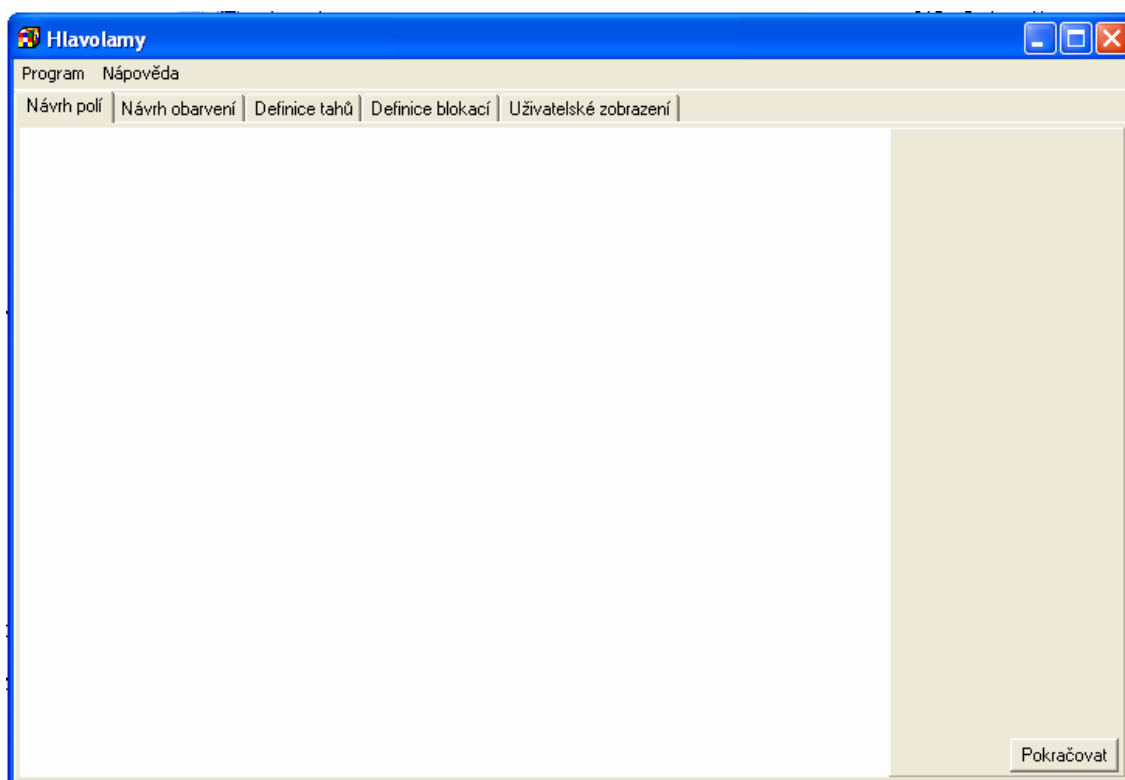 Hlavolamy
Program Nápověda
Návrh polí Návrh obarvení Definice tahů Definice blokací Uživatelské zobrazení
Pokračovat